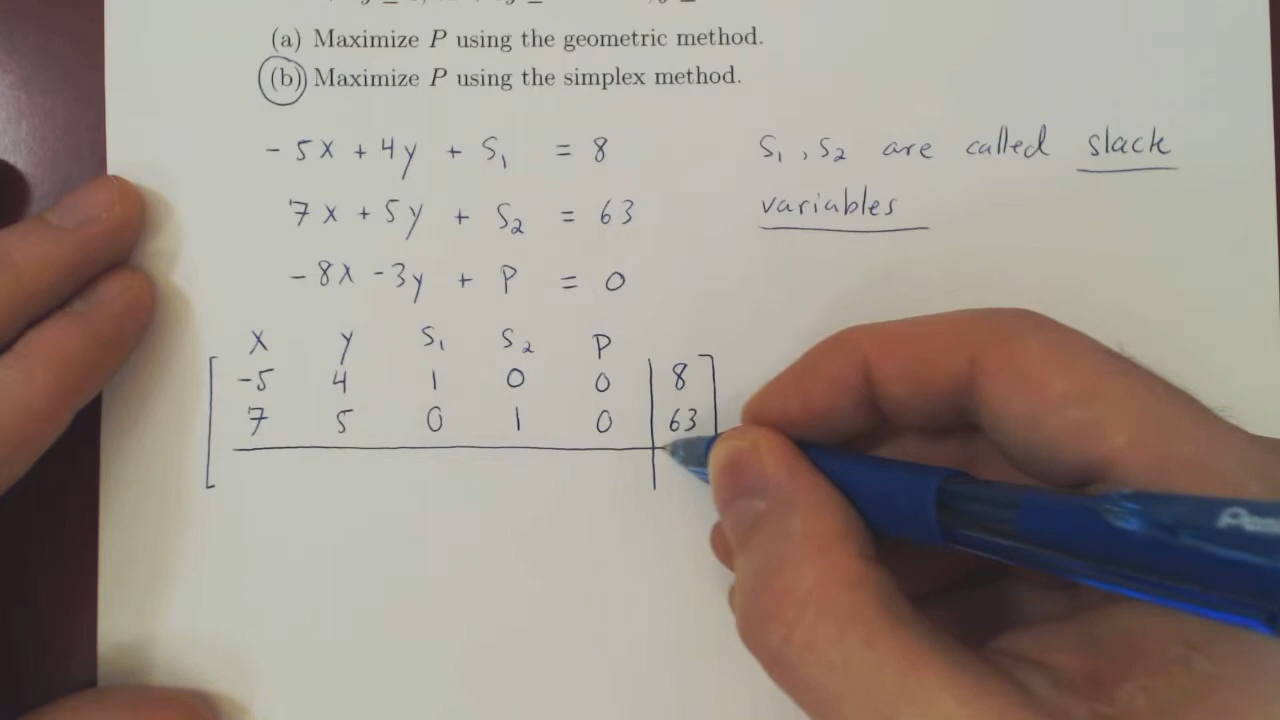 (a) Maximize P using the geometric method.
(b) Maximize P using the simplex method.
- 5x + 4y + S₁ = 8
7x + 5y + S₂ = 63
- 8x - 3y + P = 0
S₁, S₂ are called slack
variables
x y S₁ S₂ P
-5 4 1 0 0 8
7 5 0 1 0 63